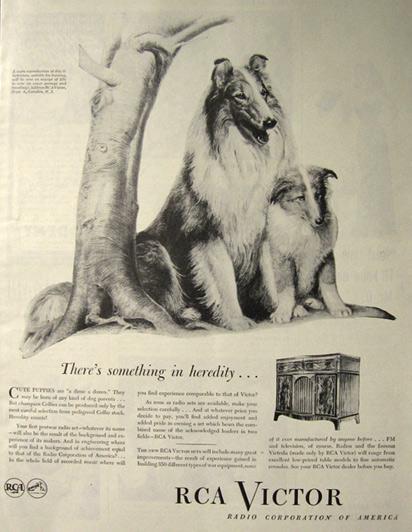 There's something in heredity . . .
CUTE PUPPIES are "a dime a dozen." They
may be born of any kind of dog parents . . .
But champion Collies can be produced only by the
most careful selection from pedigreed Collie stock.
Heredity counts!
Your first postwar radio set—whatever its name
—will also be the result of the background and ex-
perience of its makers. And in engineering where
will you find a background of achievement equal
to that of the Radio Corporation of America? . . .
In the whole field of recorded music where will
you find experience comparable to that of Victor?
As soon as radio sets are available, make your
selection carefully . . . And at whatever price you
decide to pay, you'll find added enjoyment and
added pride in owning a set which bears the com-
bined name of the acknowledged leaders in two
fields—RCA Victor.
THE NEW RCA VICTOR SETS will include many great
improvements—the result of experience gained in
building 350 different types of war equipment, none
of it ever manufactured by anyone before . . . FM
and television, of course. Radios and the famous
Victrola (made only by RCA Victor) will range from
excellent low-priced table models to fine automatic
consoles. See your RCA Victor dealer before you buy.
RCA
RCA VICTOR
RADIO CORPORATION OF AMERICA